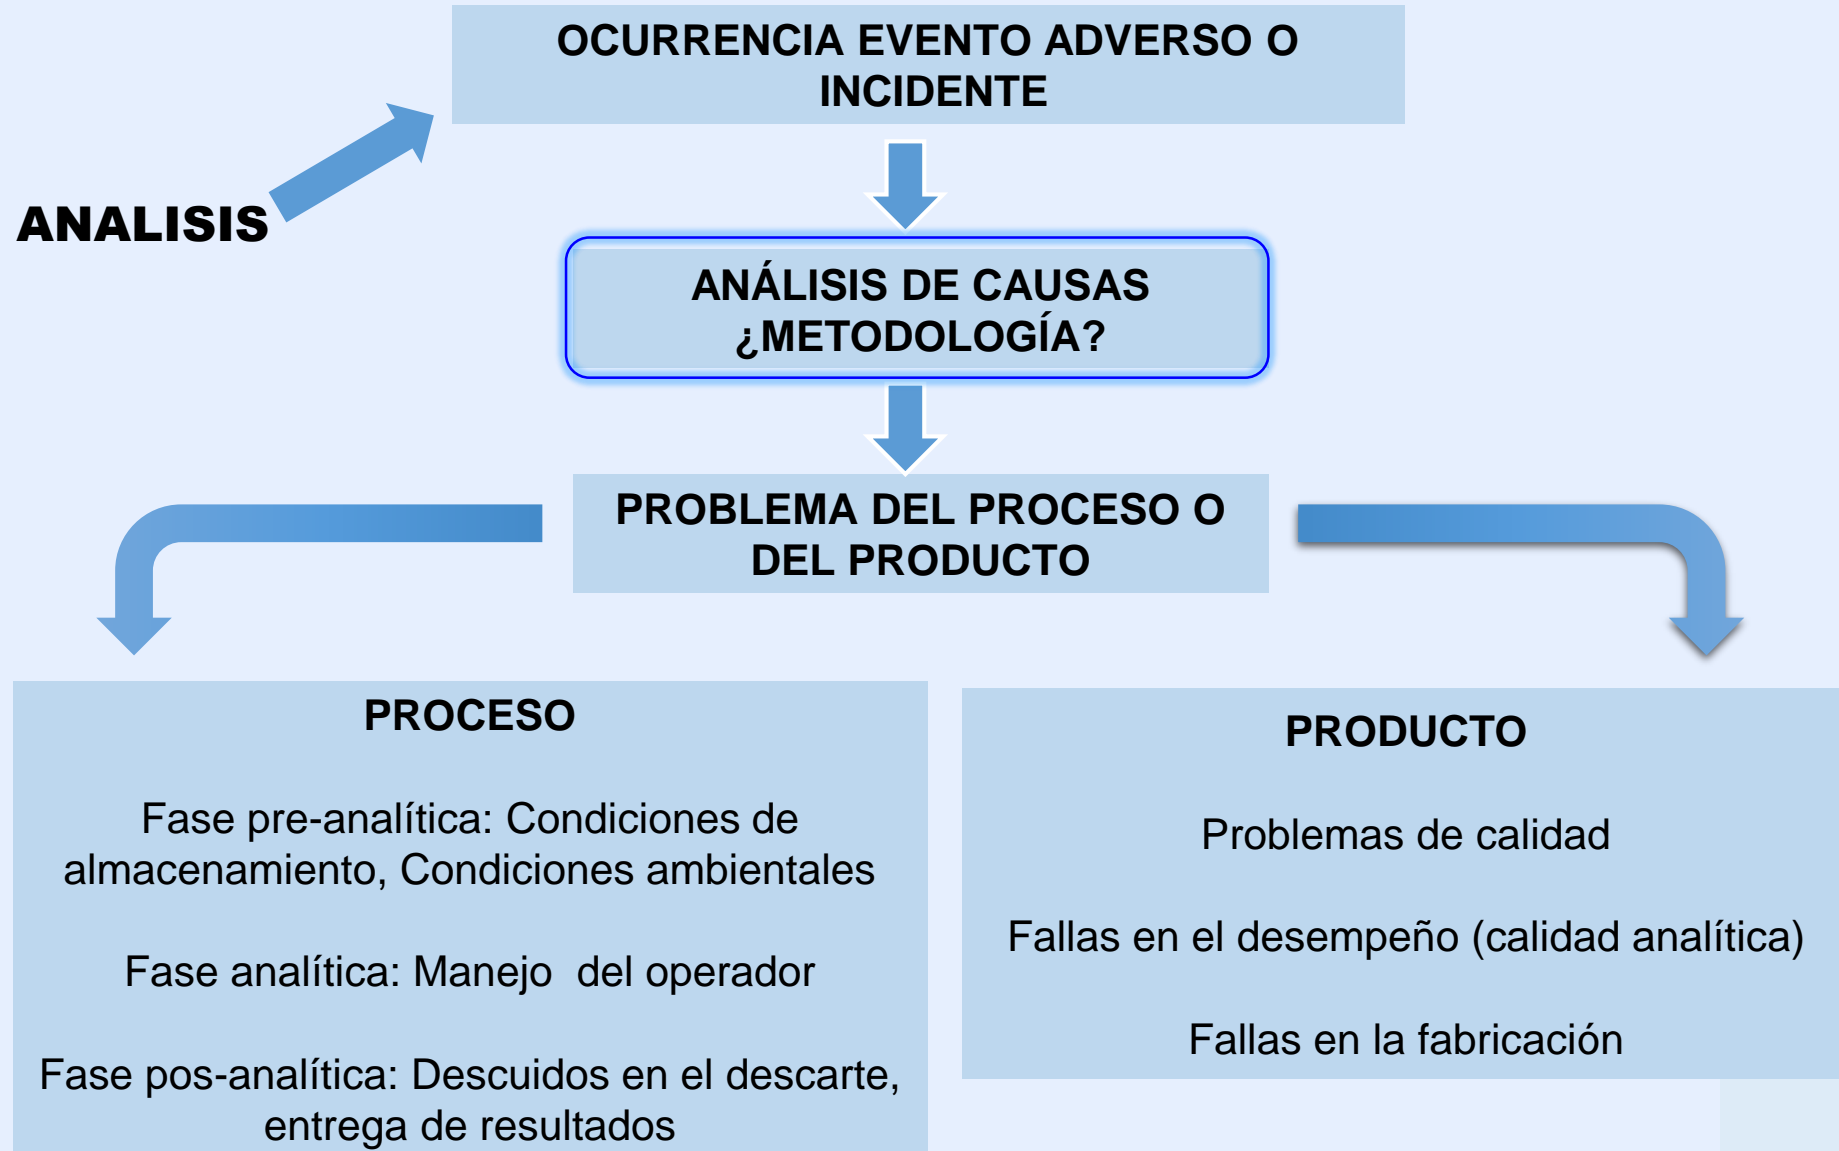 OCURRENCIA EVENTO ADVERSO O
INCIDENTE
ANALISIS
ANÁLISIS DE CAUSAS
¿METODOLOGÍA?
PROBLEMA DEL PROCESO O
DEL PRODUCTO
PROCESO
Fase pre-analítica: Condiciones de
almacenamiento, Condiciones ambientales
Fase analítica: Manejo  del operador
Fase pos-analítica: Descuidos en el descarte,
entrega de resultados
PRODUCTO
Problemas de calidad
Fallas en el desempeño (calidad analítica)
Fallas en la fabricación